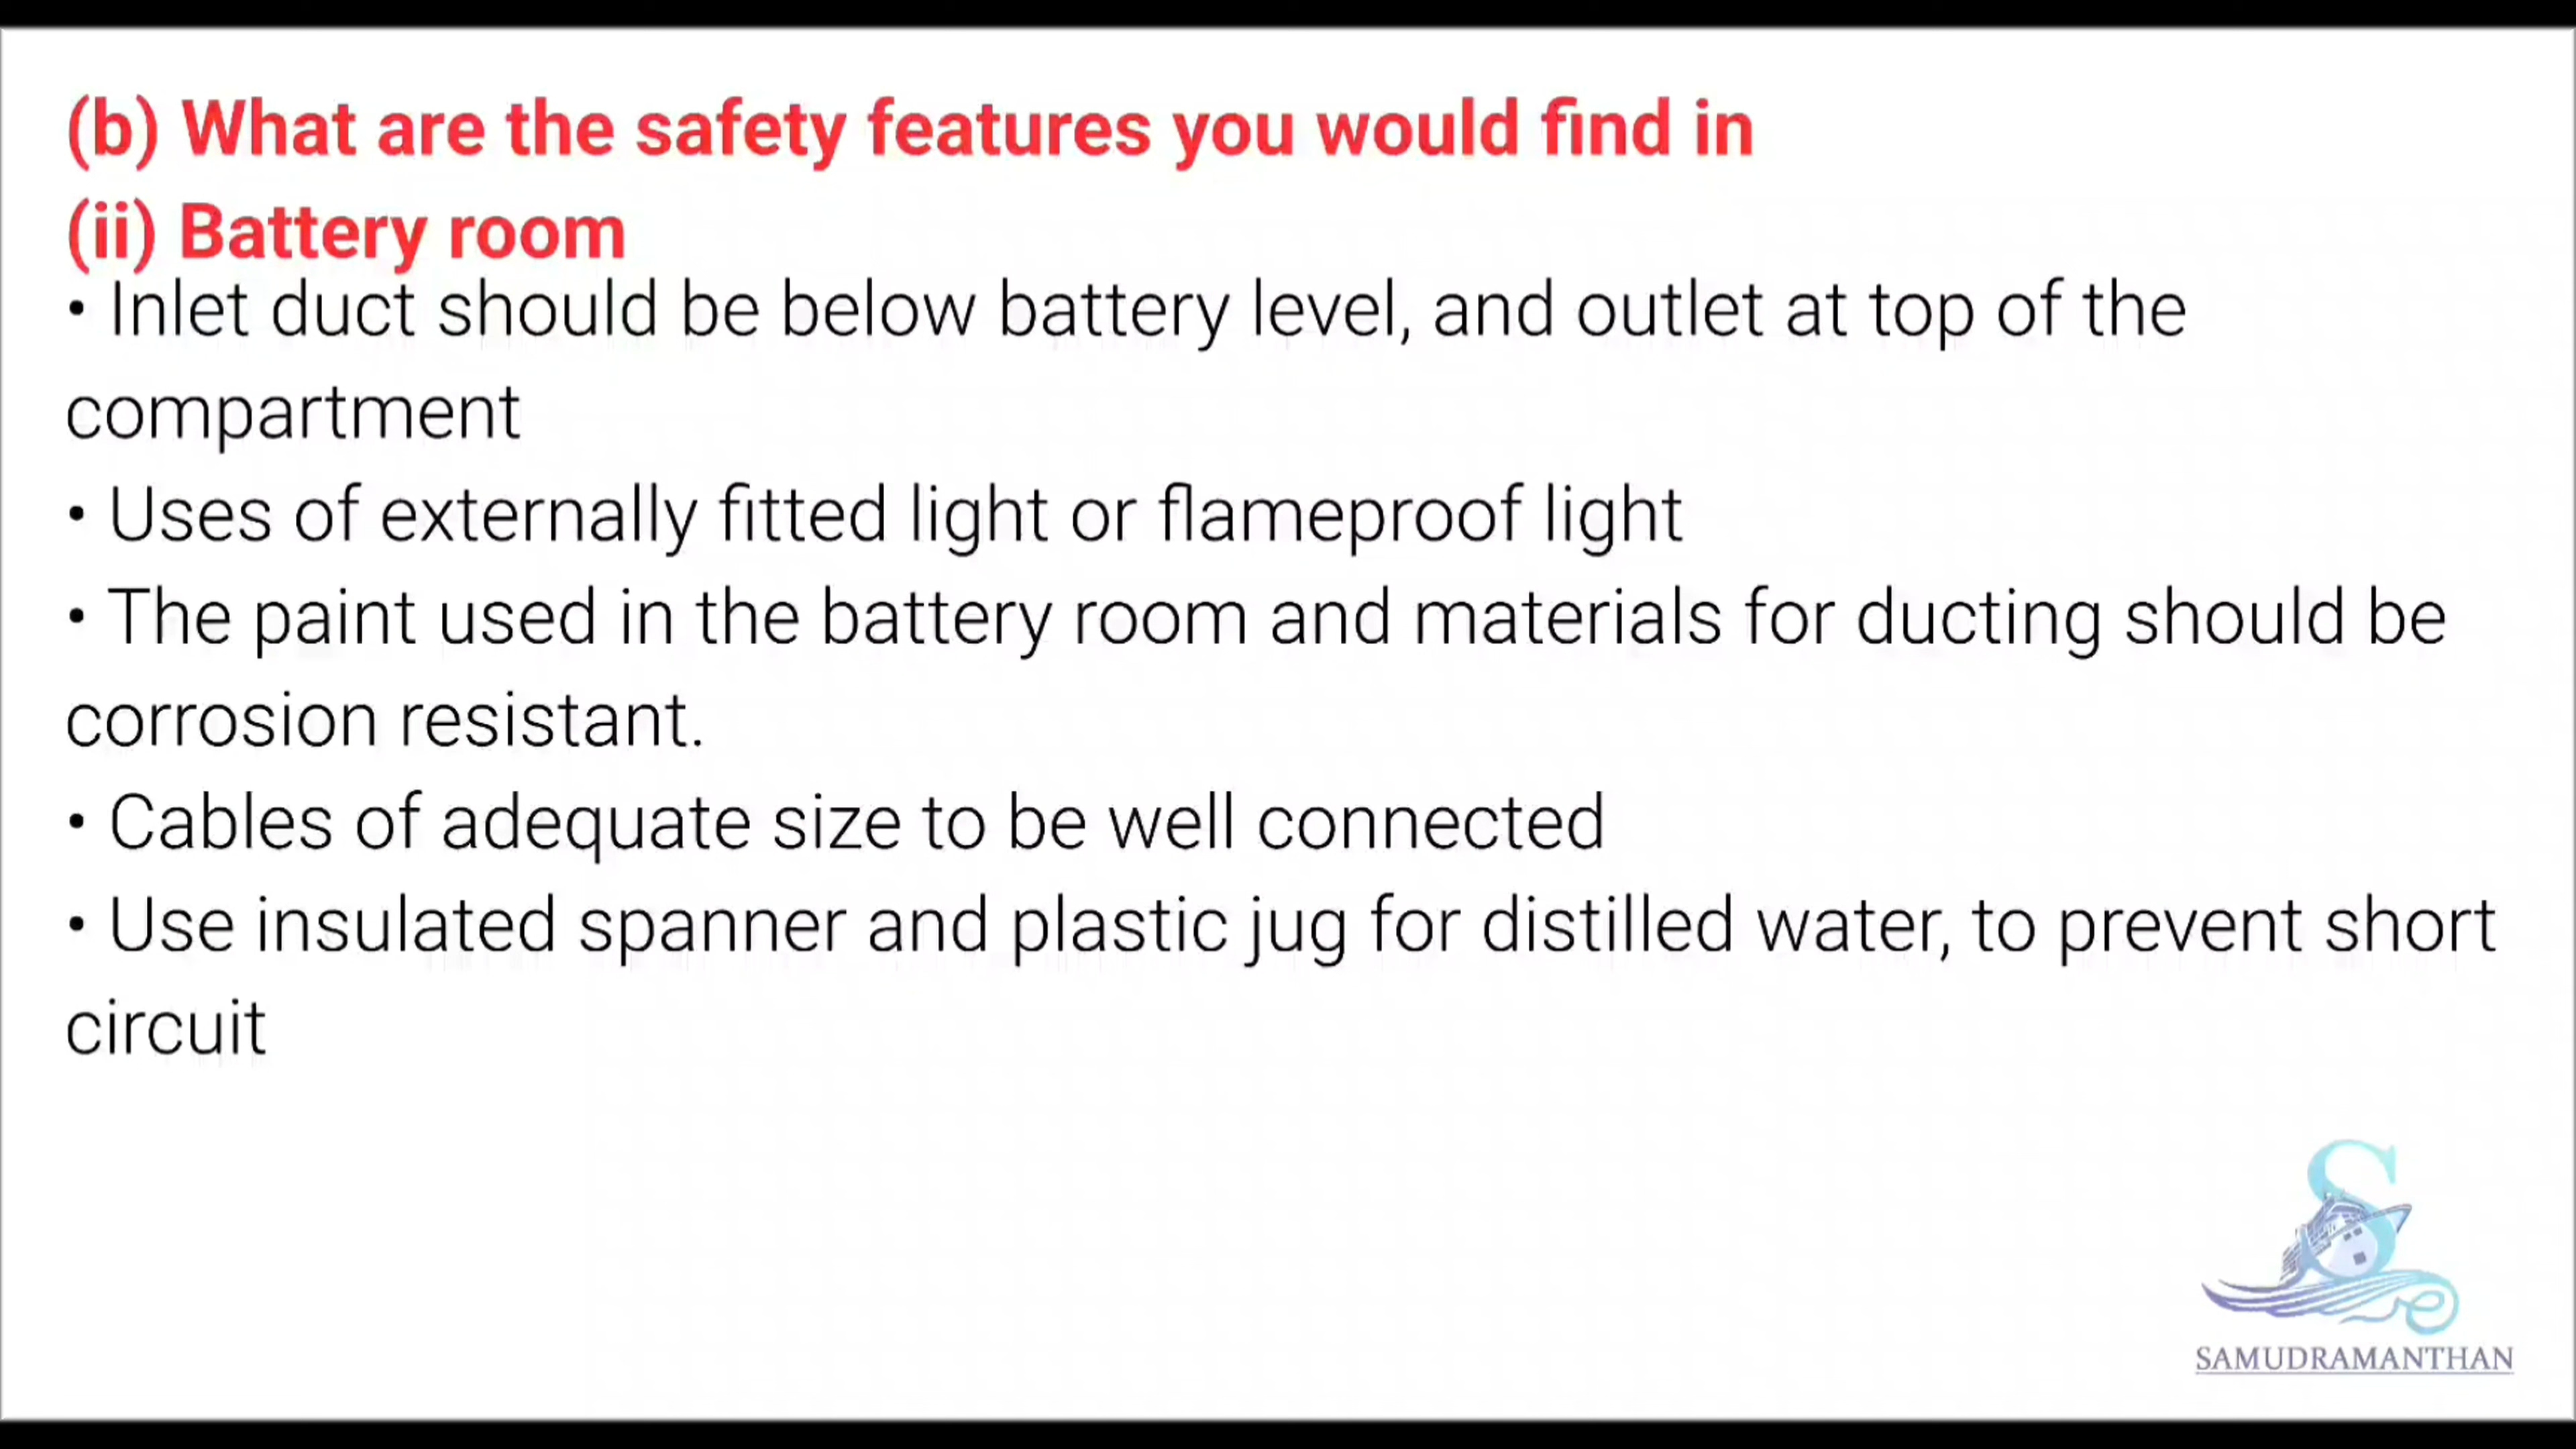 (b) What are the safety features you would find in
(ii) Battery room
• Inlet duct should be below battery level, and outlet at top of the
compartment
• Uses of externally fitted light or flameproof light
• The paint used in the battery room and materials for ducting should be
corrosion resistant.
• Cables of adequate size to be well connected
• Use insulated spanner and plastic jug for distilled water, to prevent short
circuit
S
SAMUDRAMANTHAN